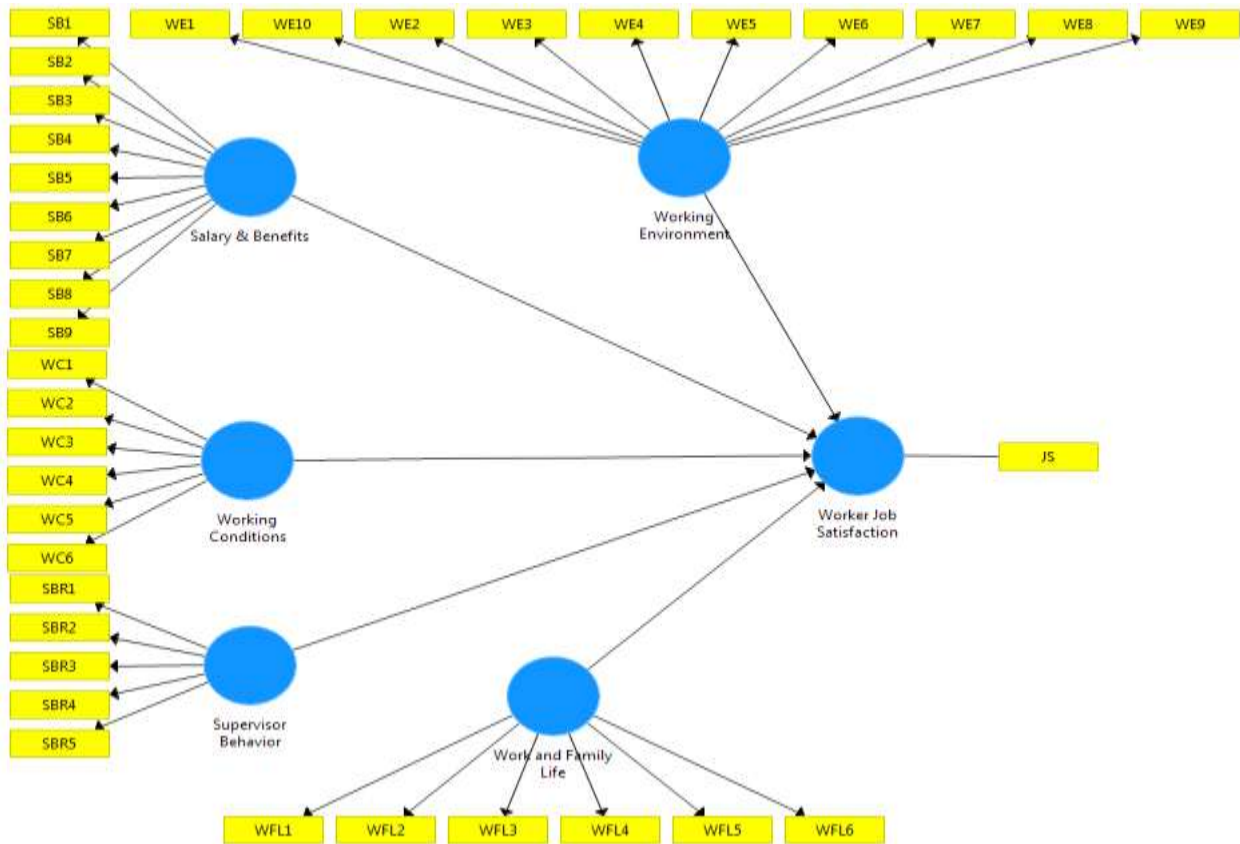 SB1
SB2
SB3
SB4
SB5
SB6
SB7
SB8
SB9
WE1
WE10
WE2
WE3
WE4
WE5
WE6
WE7
WE8
WE9
Salary & Benefits
Working
Environment
WC1
WC2
WC3
WC4
WC5
WC6
Working
Conditions
Worker Job
Satisfaction
JS
SBR1
SBR2
SBR3
SBR4
SBR5
Supervisor
Behavior
Work and Family
Life
WFL1
WFL2
WFL3
WFL4
WFL5
WFL6